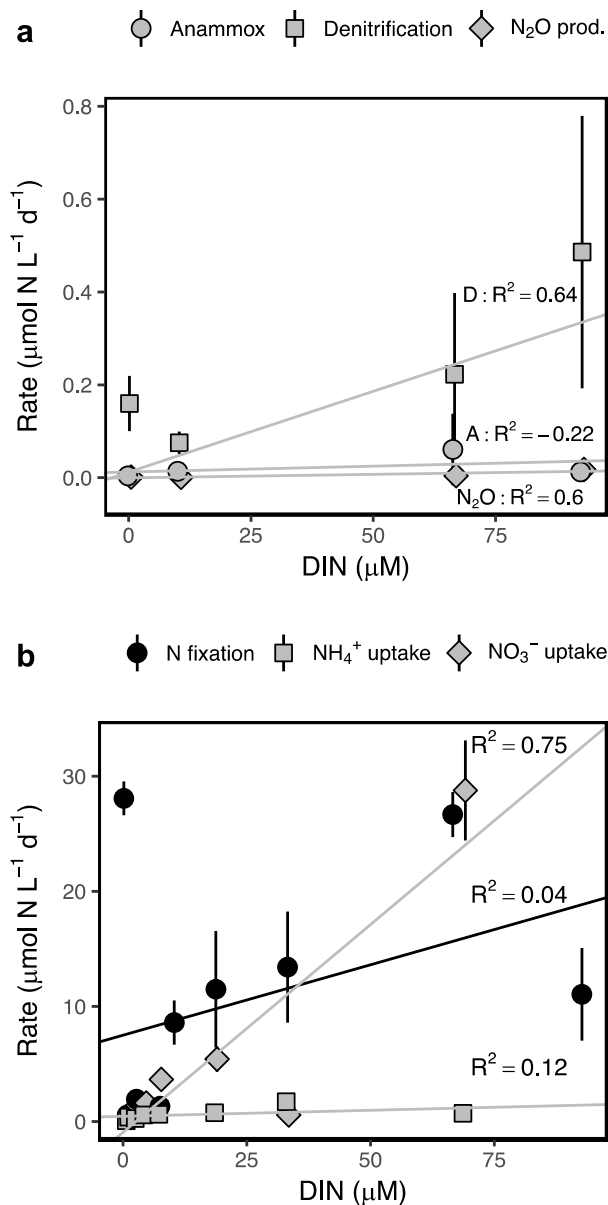 a
Anammox Denitrification N₂O prod.
0.8
0.6
0.4
0.2
0.0
Rate (μmol N L⁻¹ d⁻¹)
D : R² = 0.64
A : R² = −0.22
N₂O : R² = 0.6
0 25 50 75
DIN (μM)
b
N fixation NH₄⁺ uptake NO₃⁻ uptake
30
20
10
0
Rate (μmol N L⁻¹ d⁻¹)
R² = 0.75
R² = 0.04
R² = 0.12
0 25 50 75
DIN (μM)